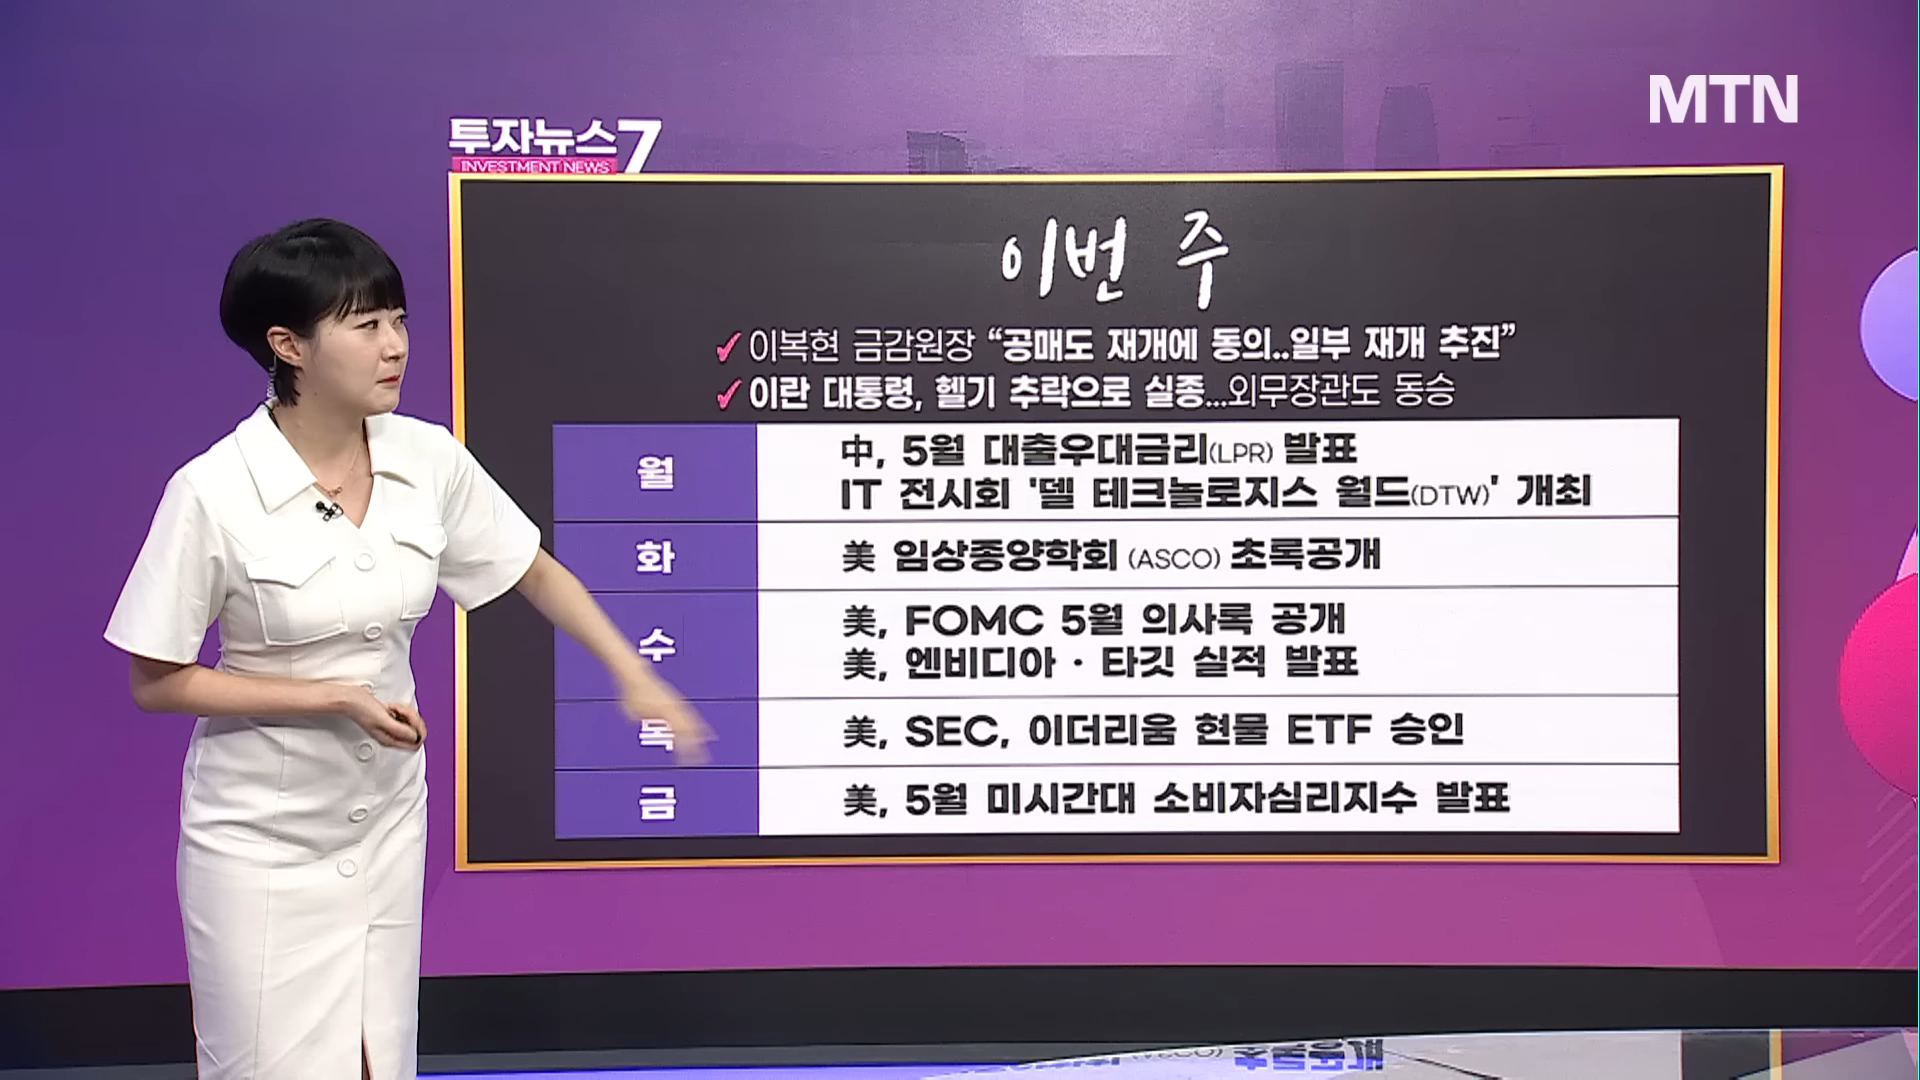 MTN
투자뉴스7
INVESTMENT NEWS
이번 주
✓이복현 금감원장 “공매도 재개에 동의..일부 재개 추진”
✓이란 대통령, 헬기 추락으로 실종...외무장관도 동승
월
中, 5월 대출우대금리(LPR) 발표
IT 전시회 '델 테크놀로지스 월드(DTW)' 개최
화
美 임상종양학회 (ASCO) 초록공개
수
美, FOMC 5월 의사록 공개
美, 엔비디아 · 타깃 실적 발표
목
美, SEC, 이더리움 현물 ETF 승인
금
美, 5월 미시간대 소비자심리지수 발표